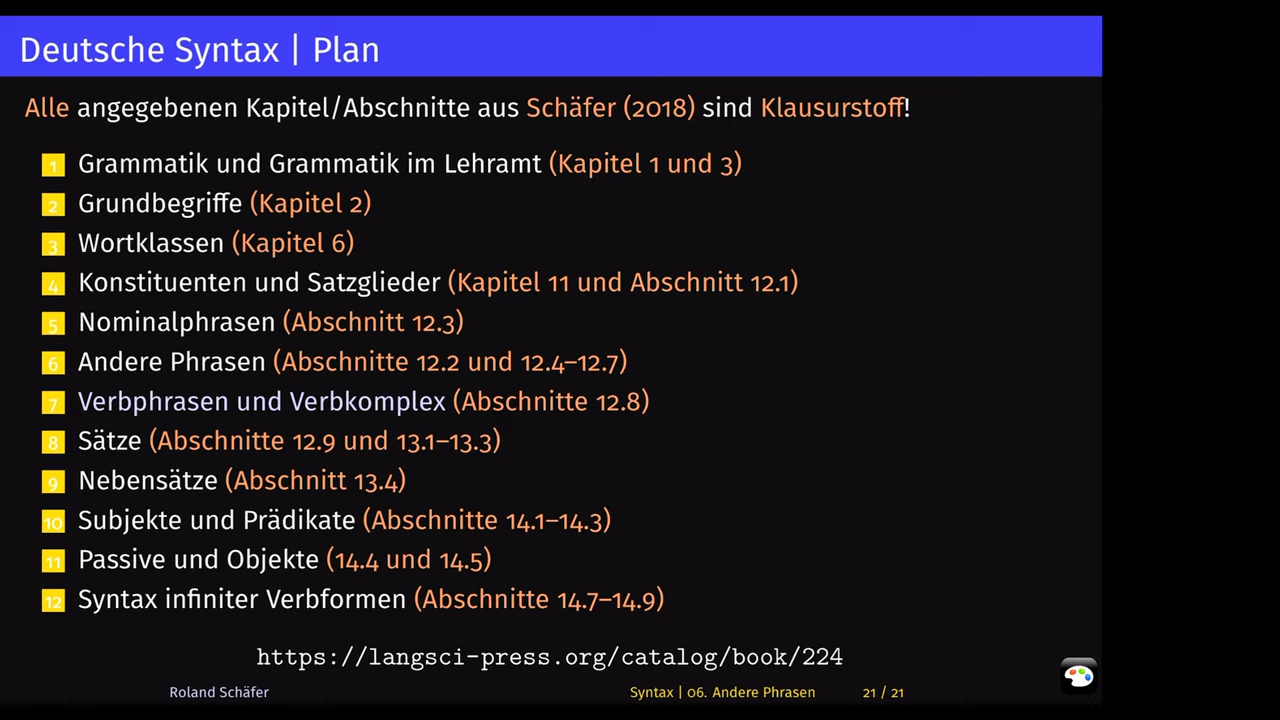 Deutsche Syntax | Plan
Alle angegebenen Kapitel/Abschnitte aus Schäfer (2018) sind Klausurstoff!
1 Grammatik und Grammatik im Lehramt (Kapitel 1 und 3)
2 Grundbegriffe (Kapitel 2)
3 Wortklassen (Kapitel 6)
4 Konstituenten und Satzglieder (Kapitel 11 und Abschnitt 12.1)
5 Nominalphrasen (Abschnitt 12.3)
6 Andere Phrasen (Abschnitte 12.2 und 12.4–12.7)
7 Verbphrasen und Verbkomplex (Abschnitte 12.8)
8 Sätze (Abschnitte 12.9 und 13.1–13.3)
9 Nebensätze (Abschnitt 13.4)
10 Subjekte und Prädikate (Abschnitte 14.1–14.3)
11 Passive und Objekte (14.4 und 14.5)
12 Syntax infiniter Verbformen (Abschnitte 14.7–14.9)
https://langsci-press.org/catalog/book/224
Roland Schäfer Syntax | 06. Andere Phrasen 21 / 21